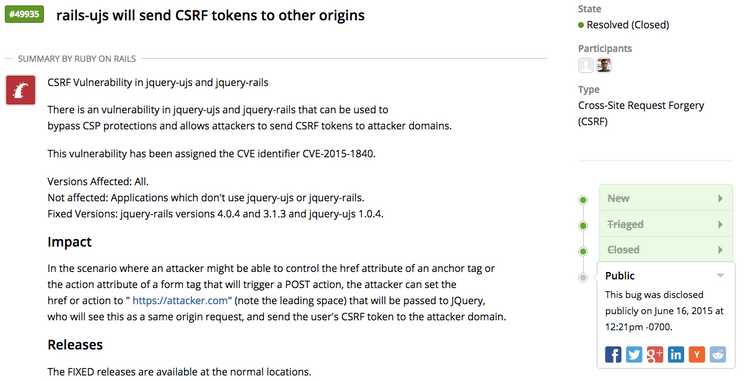 #49935
rails-ujs will send CSRF tokens to other origins
SUMMARY BY RUBY ON RAILS
CSRF Vulnerability in jquery-ujs and jquery-rails
There is an vulnerability in jquery-ujs and jquery-rails that can be used to
bypass CSP protections and allows attackers to send CSRF tokens to attacker domains.
This vulnerability has been assigned the CVE identifier CVE-2015-1840.
Versions Affected: All.
Not affected: Applications which don't use jquery-ujs or jquery-rails.
Fixed Versions: jquery-rails versions 4.0.4 and 3.1.3 and jquery-ujs 1.0.4.
Impact
In the scenario where an attacker might be able to control the href attribute of an anchor tag or
the action attribute of a form tag that will trigger a POST action, the attacker can set the
href or action to " https://attacker.com" (note the leading space) that will be passed to JQuery,
who will see this as a same origin request, and send the user's CSRF token to the attacker domain.
Releases
The FIXED releases are available at the normal locations.
State
Resolved (Closed)
Participants
Type
Cross-Site Request Forgery
(CSRF)
New
Triaged
Closed
Public
This bug was disclosed
publicly on June 16, 2015 at
12:21pm -0700.
f
g+
in
Y